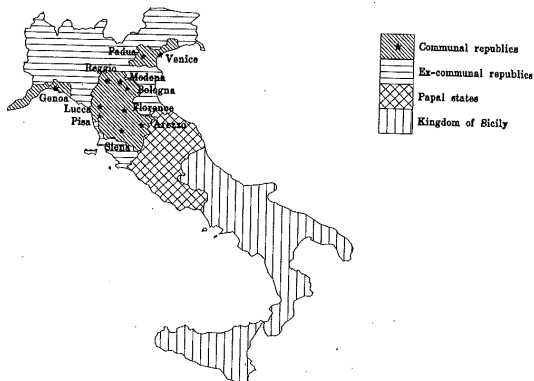 Padua
Venice
Reggio
Modena
Bologna
Genoa
Lucca
Florence
Pisa
Arezzo
Siena
Communal republics
Ex-communal republics
Papal states
Kingdom of Sicily